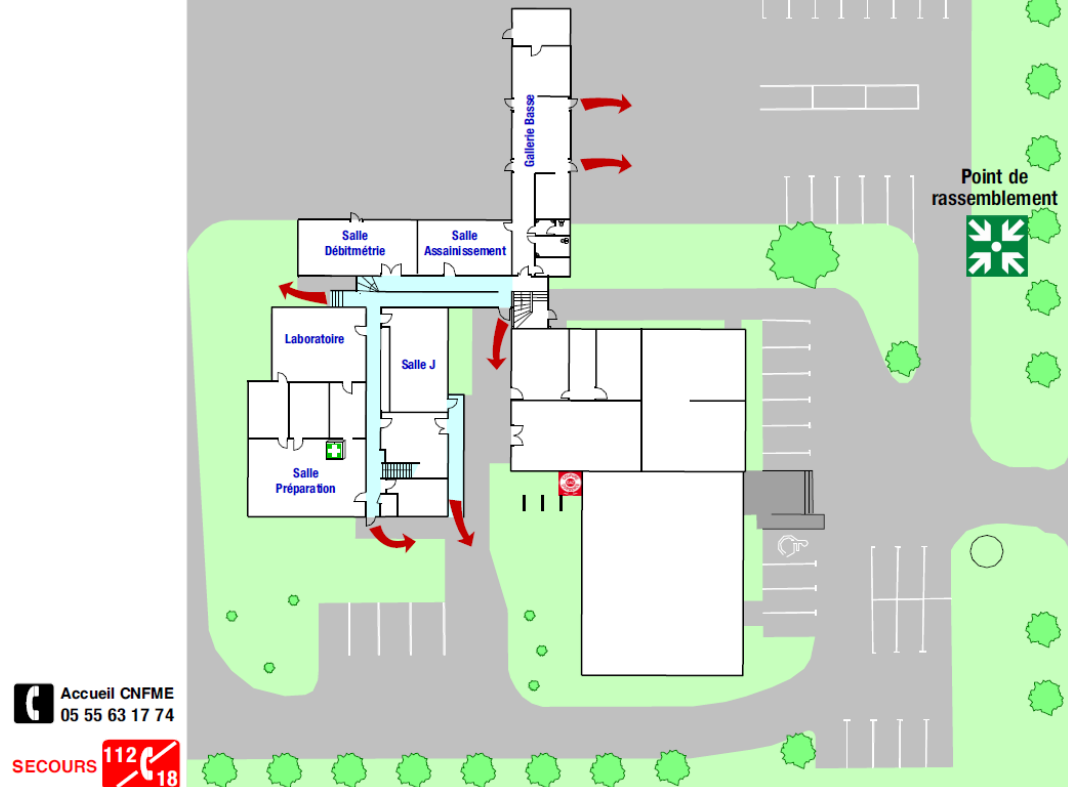 Gallerie Basse
Point de
rassemblement
Salle
Débitmétrie
Salle
Assainissement
Laboratoire
Salle J
Salle
Préparation
Accueil CNFME
05 55 63 17 74
SECOURS
112
18